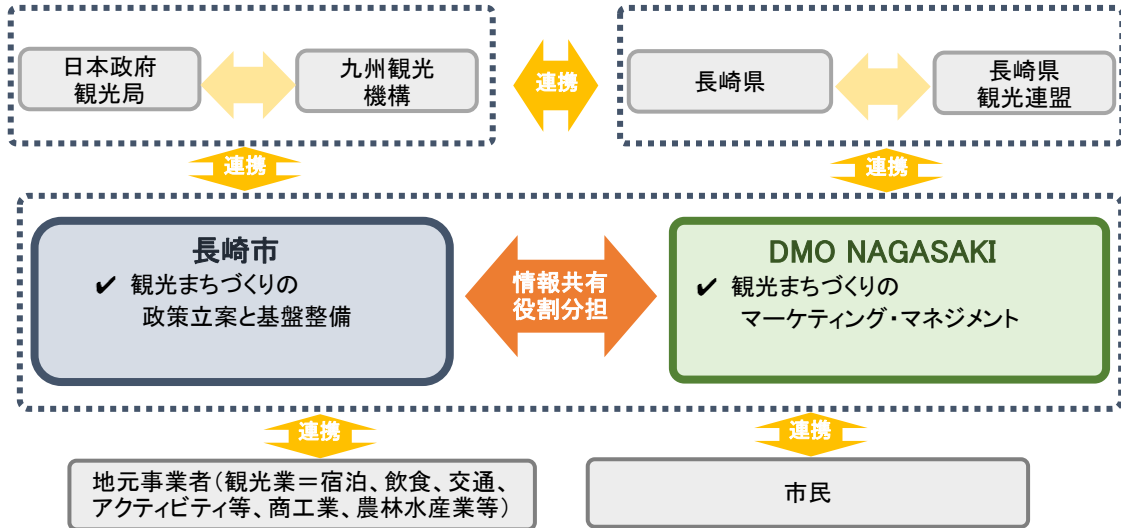 日本政府
観光局
九州観光
機構
連携
長崎県
長崎県
観光連盟
連携
連携
長崎市
✔ 観光まちづくりの
政策立案と基盤整備
情報共有
役割分担
DMO NAGASAKI
✔ 観光まちづくりの
マーケティング・マネジメント
連携
連携
地元事業者(観光業=宿泊、飲食、交通、
アクティビティ等、商工業、農林水産業等)
市民